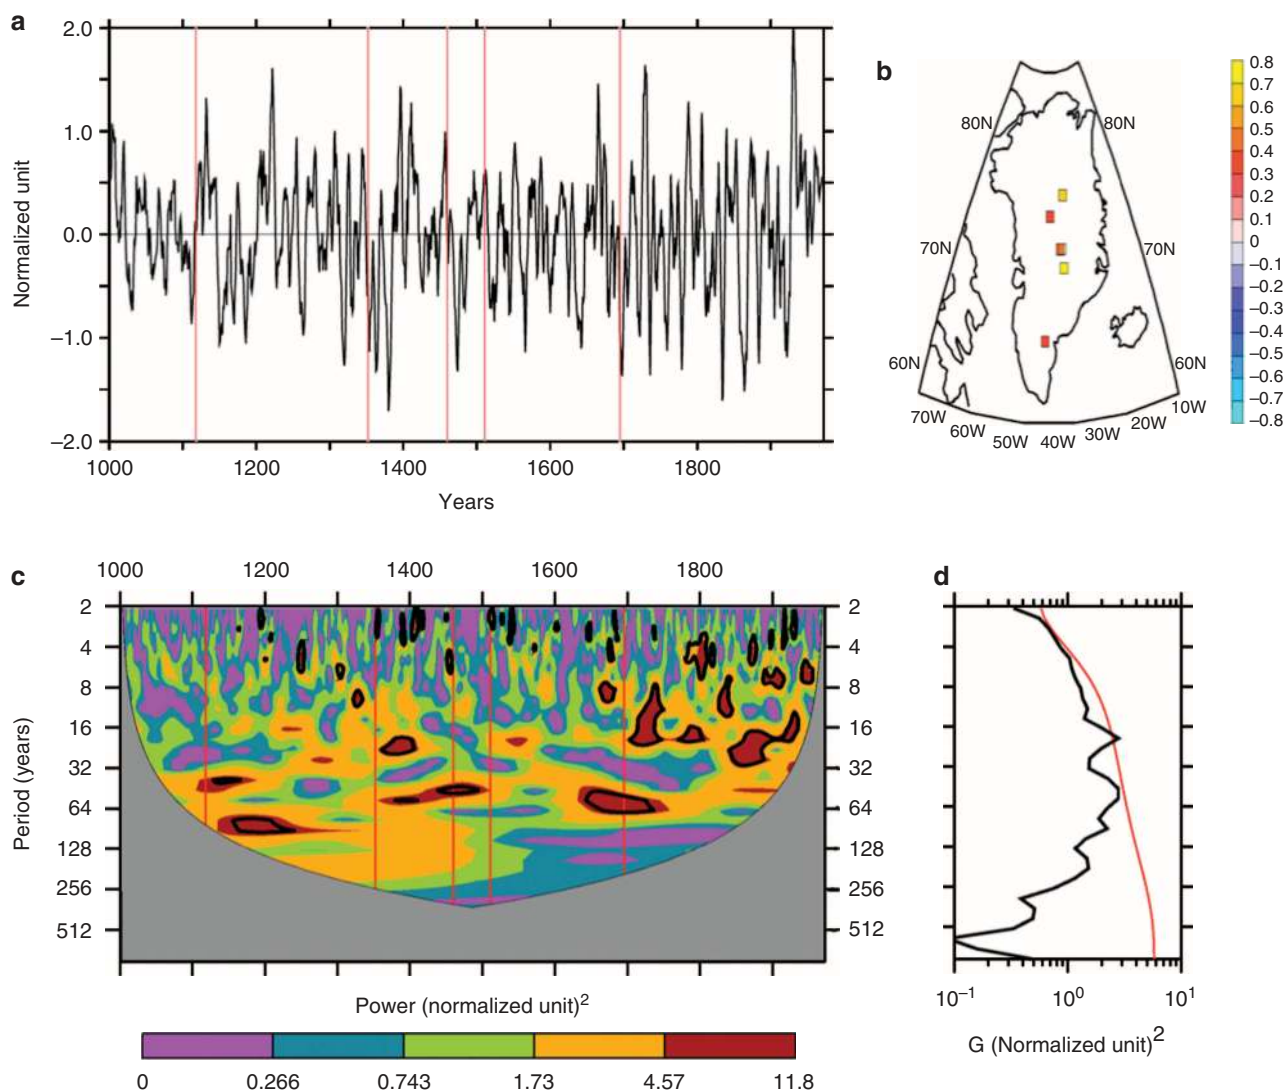 a
2.0
1.0
0.0
–1.0
–2.0
Normalized unit
1000 1200 1400 1600 1800
Years
b
80N 80N
70N 70N
60N 60N
70W 60W 50W 40W 30W 20W 10W
0.8
0.7
0.6
0.5
0.4
0.3
0.2
0.1
0
–0.1
–0.2
–0.3
–0.4
–0.5
–0.6
–0.7
–0.8
c
1000 1200 1400 1600 1800
2 2
4 4
8 8
16 16
32 32
64 64
128 128
256 256
512 512
Period (years)
Power (normalized unit)2
0 0.266 0.743 1.73 4.57 11.8
d
10–1 100 101
G (Normalized unit)2